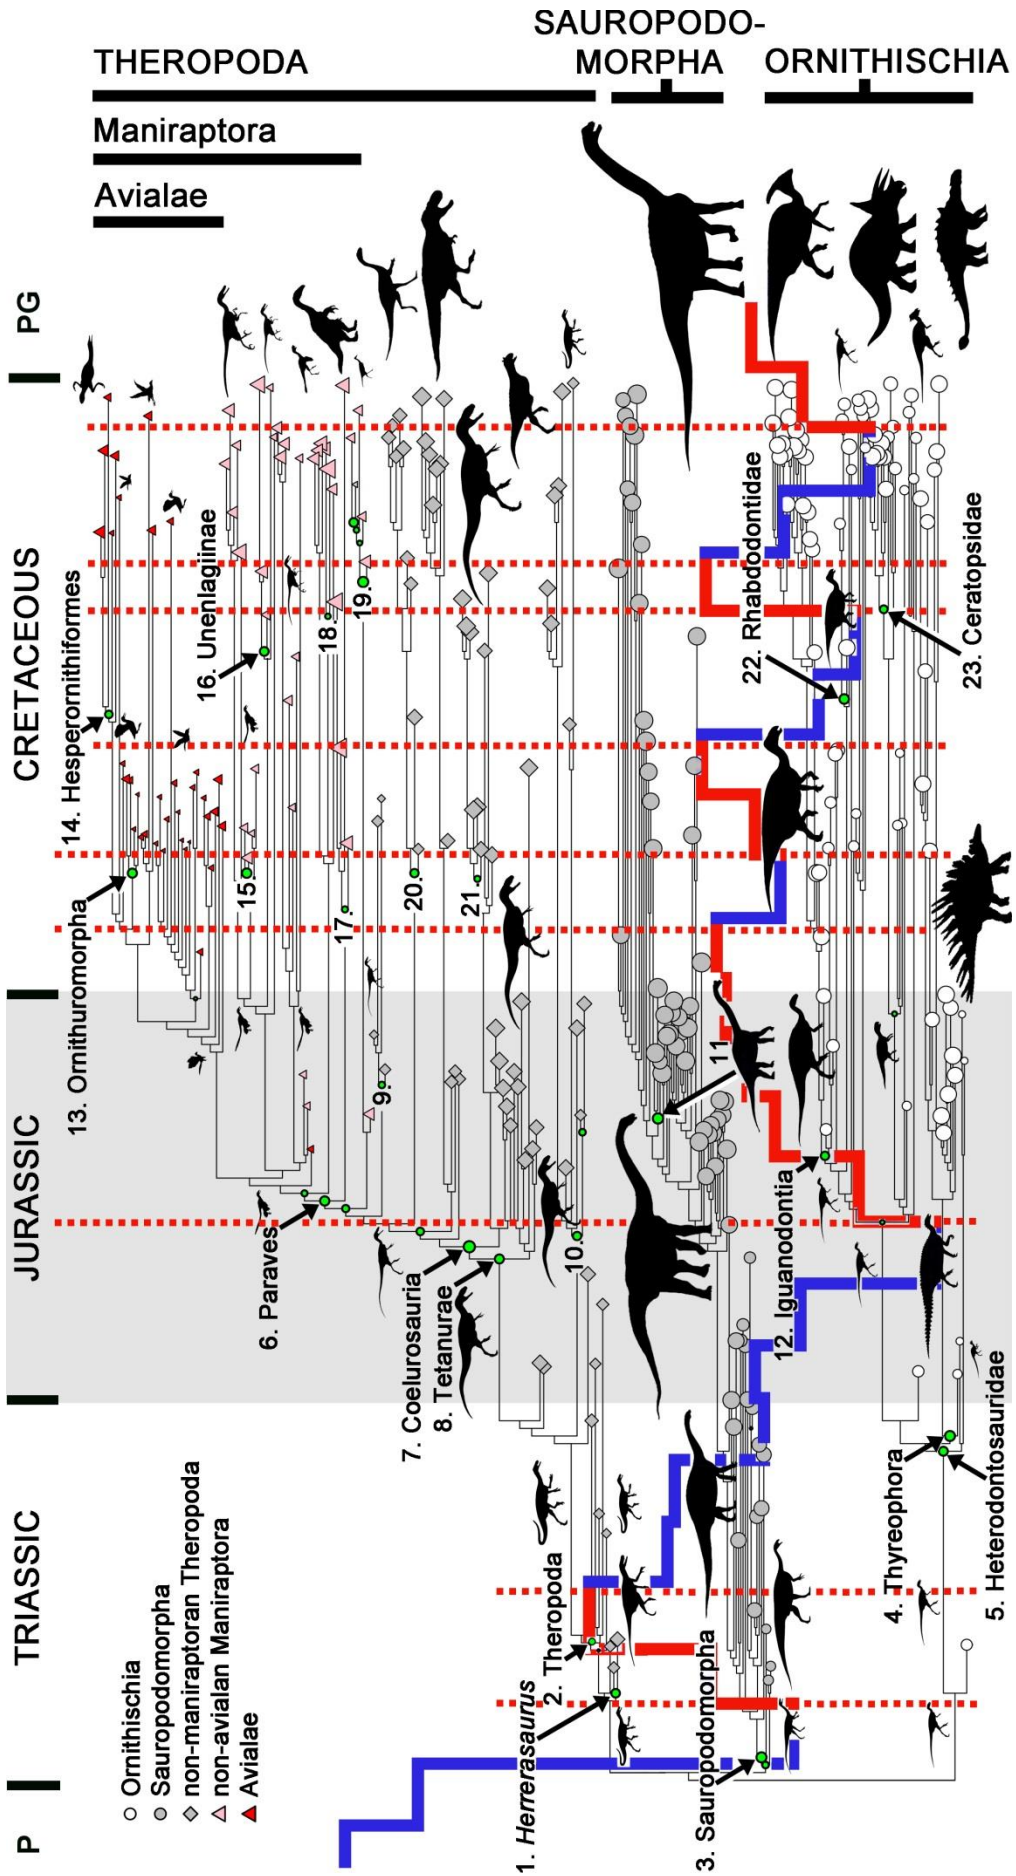 THEROPODA
SAUROPODO-
MORPHA
ORNITHISCHIA
Maniraptora
Avialae
PG
CRETACEOUS
JURASSIC
TRIASSIC
P
14. Hesperornithiformes
13. Ornithuromorpha
16. Unenlagiinae
15.
18.
19.
17.
20.
21.
22. Rhabdodontidae
23. Ceratopsidae
9.
11.
6. Paraves
7. Coelurosauria
8. Tetanurae
10.
12. Iguanodontia
2. Theropoda
1. Herrerasaurus
3. Sauropodomorpha
4. Thyreophora
5. Heterodontosauridae
Ornithischia
Sauropodomorpha
non-maniraptoran Theropoda
non-avialan Maniraptora
Avialae